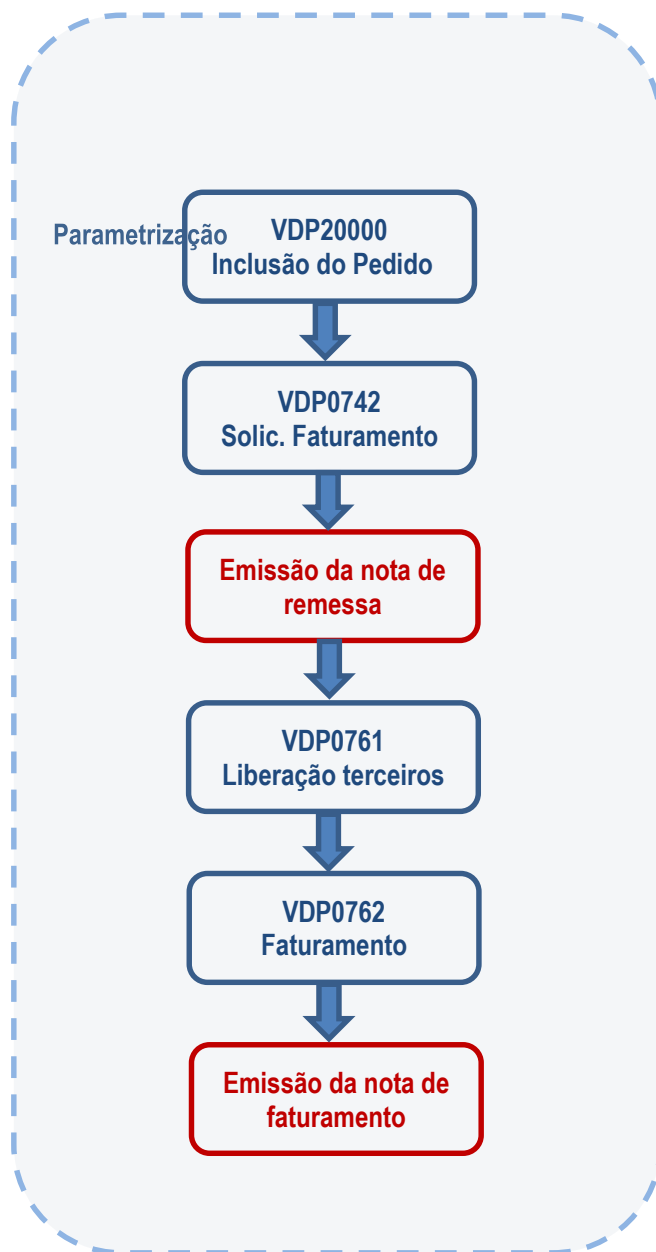 Parametrização
VDP20000
Inclusão do Pedido
VDP0742
Solic. Faturamento
Emissão da nota de
remessa
VDP0761
Liberação terceiros
VDP0762
Faturamento
Emissão da nota de
faturamento